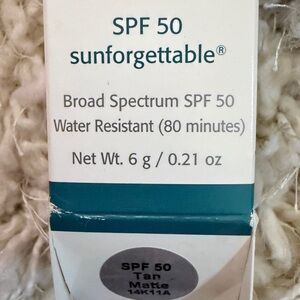 SPF 50
sunforgettable®
Broad Spectrum SPF 50
Water Resistant (80 minutes)
Net Wt. 6 g / 0.21 oz
SPF 50
Tan
Matte
14K11A